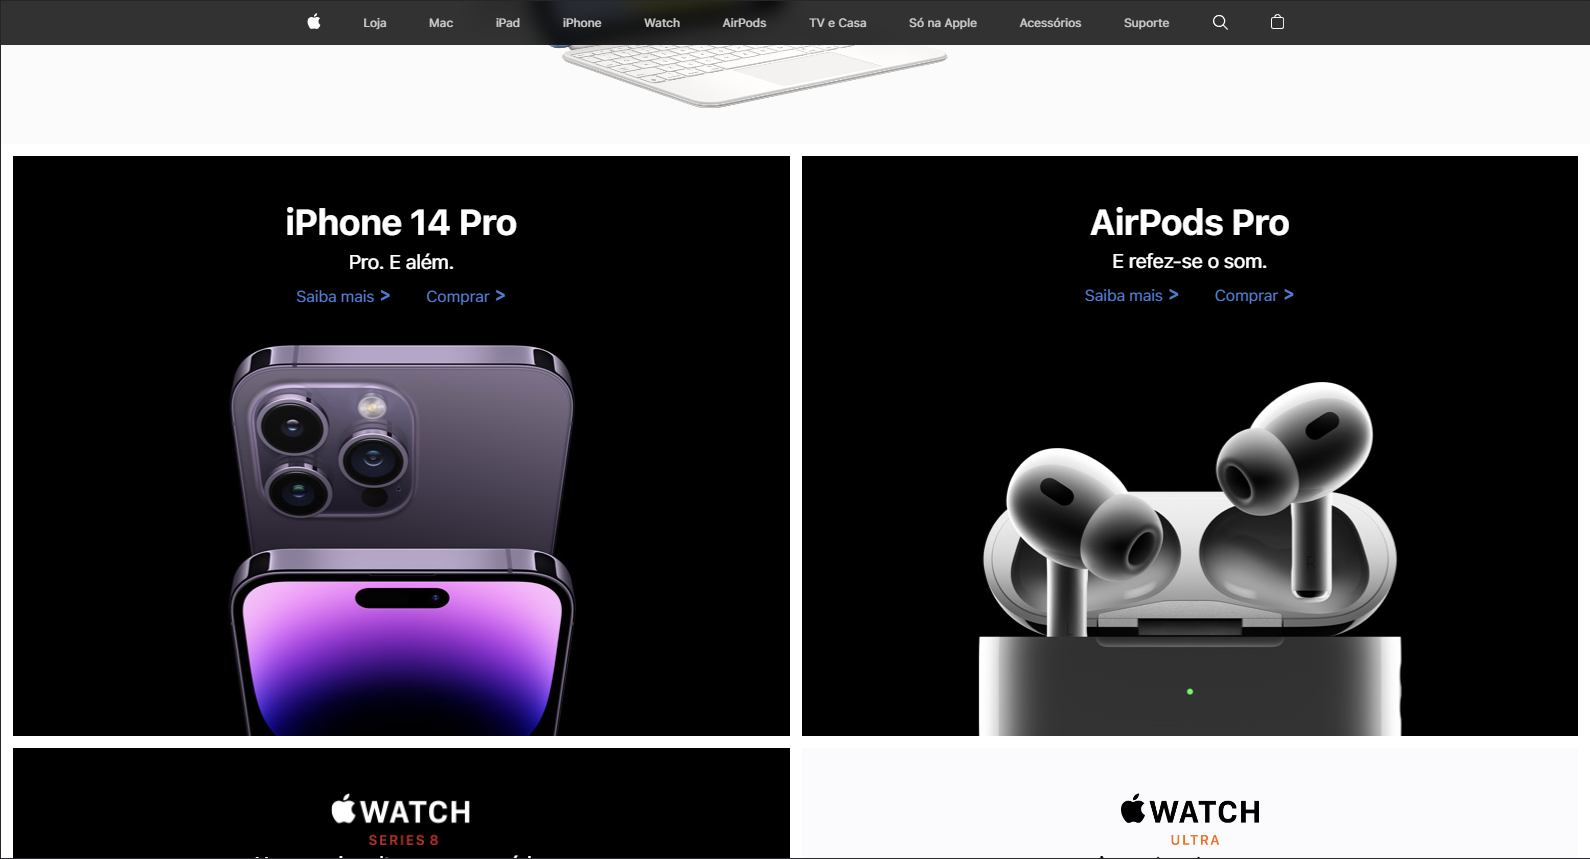 Loja Mac iPad iPhone Watch AirPods TV e Casa Só na Apple Acessórios Suporte
iPhone 14 Pro
Pro. E além.
Saiba mais > Comprar >
AirPods Pro
E refez-se o som.
Saiba mais > Comprar >
WATCH
SERIES 8
WATCH
ULTRA